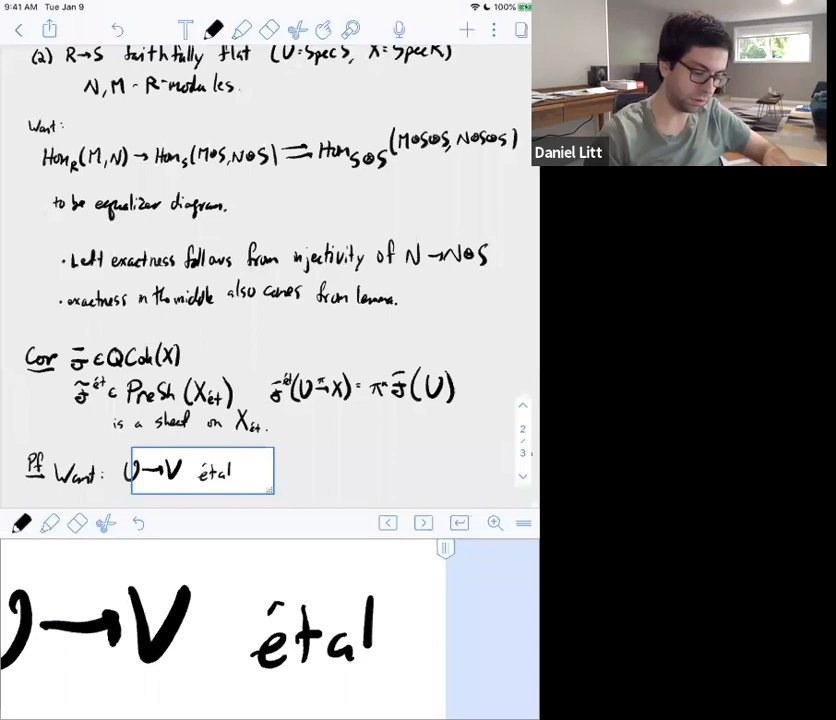 9:41 AM Tue Jan 9
100%
(2) R→S faithfully flat (U=Spec S, X=Spec R)
N, M - R-modules.
Want:
Hom_R(M,N) → Hom_S(M⊗S, N⊗S) ⇉ Hom_{S⊗S}(M⊗S⊗S, N⊗S⊗S)
to be equalizer diagram.
· Left exactness follows from injectivity of N→N⊗S
· exactness in the middle also comes from lemma.
Cor F ∈ QCoh(X)
F^ét ∈ PreSh(X_ét) F^ét(U→^π X) = π*F(U)
is a sheaf on X_ét.
Pf Want: U→V étal
2/3
U→V étal
Daniel Litt